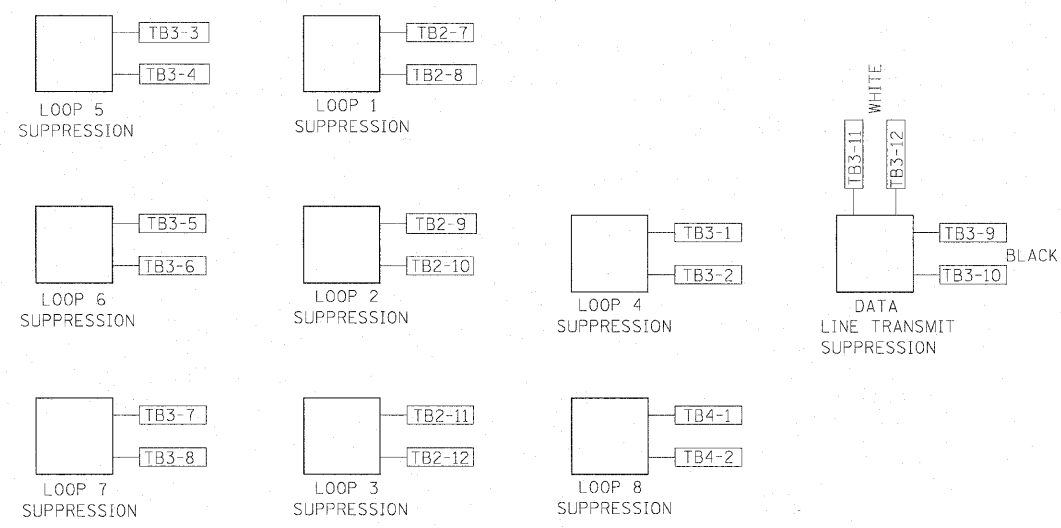 TB3-3
TB3-4
LOOP 5
SUPPRESSION
TB2-7
TB2-8
LOOP 1
SUPPRESSION
WHITE
TB3-11
TB3-12
TB3-9
BLACK
TB3-10
DATA
LINE TRANSMIT
SUPPRESSION
TB3-5
TB3-6
LOOP 6
SUPPRESSION
TB2-9
TB2-10
LOOP 2
SUPPRESSION
TB3-1
TB3-2
LOOP 4
SUPPRESSION
TB3-7
TB3-8
LOOP 7
SUPPRESSION
TB2-11
TB2-12
LOOP 3
SUPPRESSION
TB4-1
TB4-2
LOOP 8
SUPPRESSION